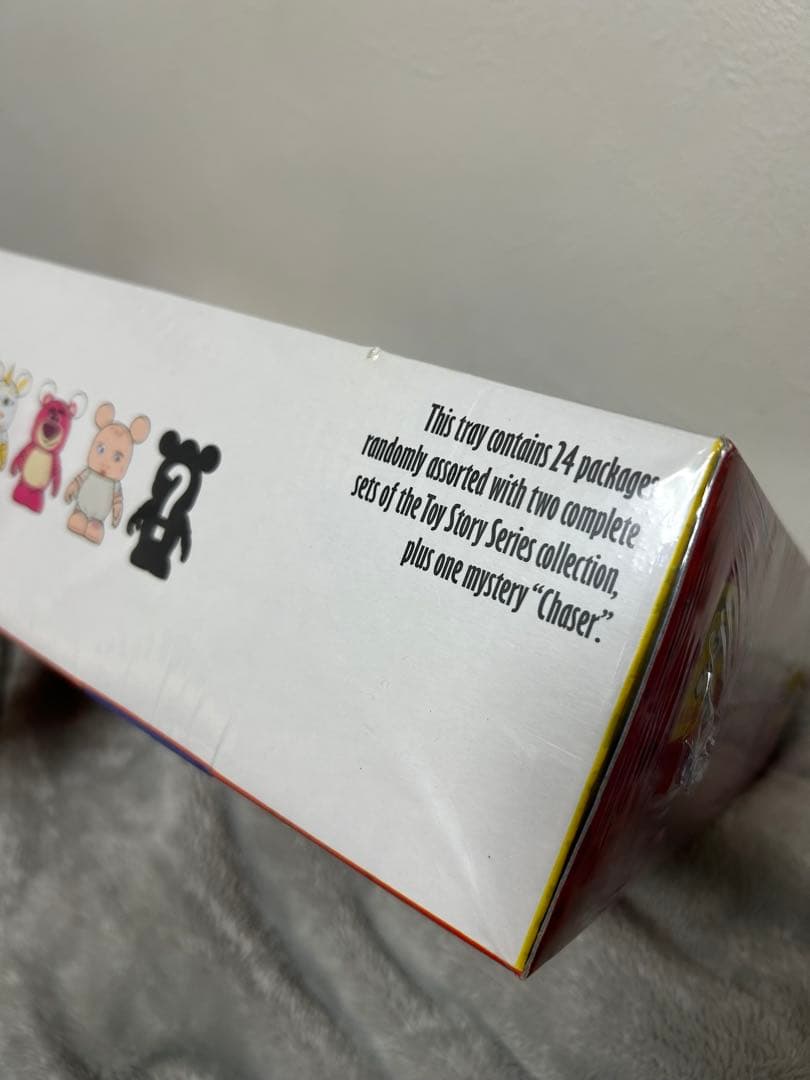 This tray contains 24 packages
randomly assorted with two complete
sets of the Toy Story Series collection,
plus one mystery “Chaser.”
?